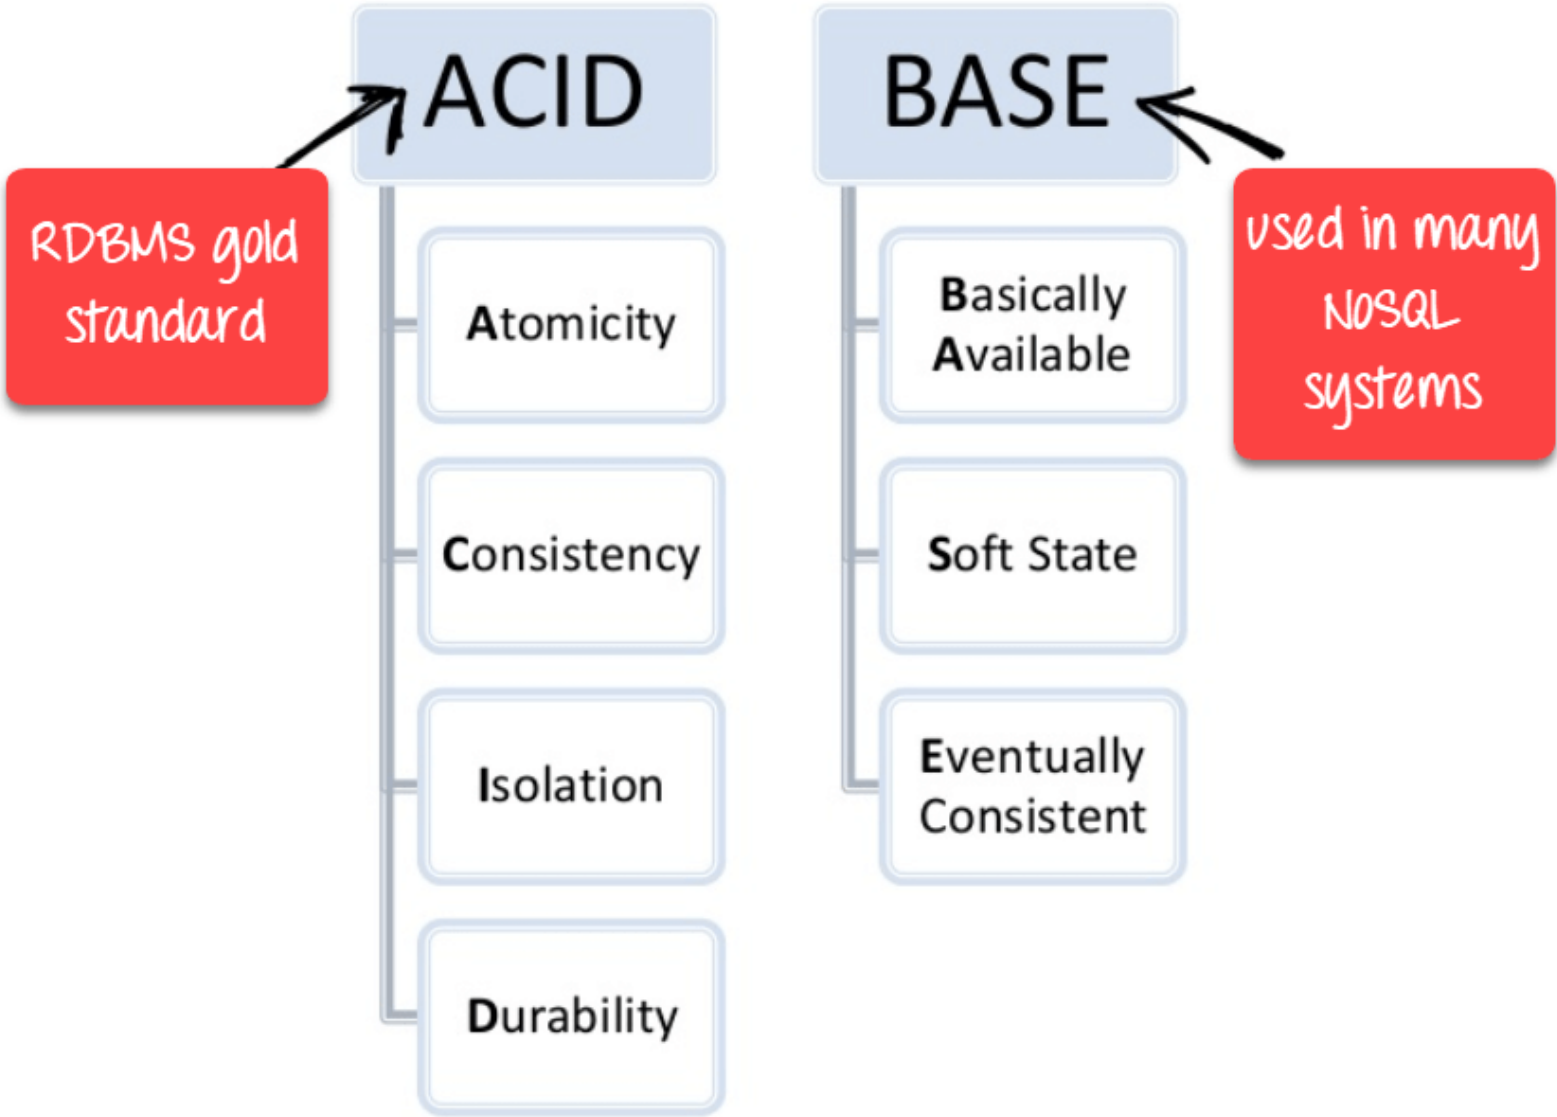 ACID
BASE
RDBMS gold
standard
used in many
NOSQL
systems
Atomicity
Consistency
Isolation
Durability
Basically
Available
Soft State
Eventually
Consistent